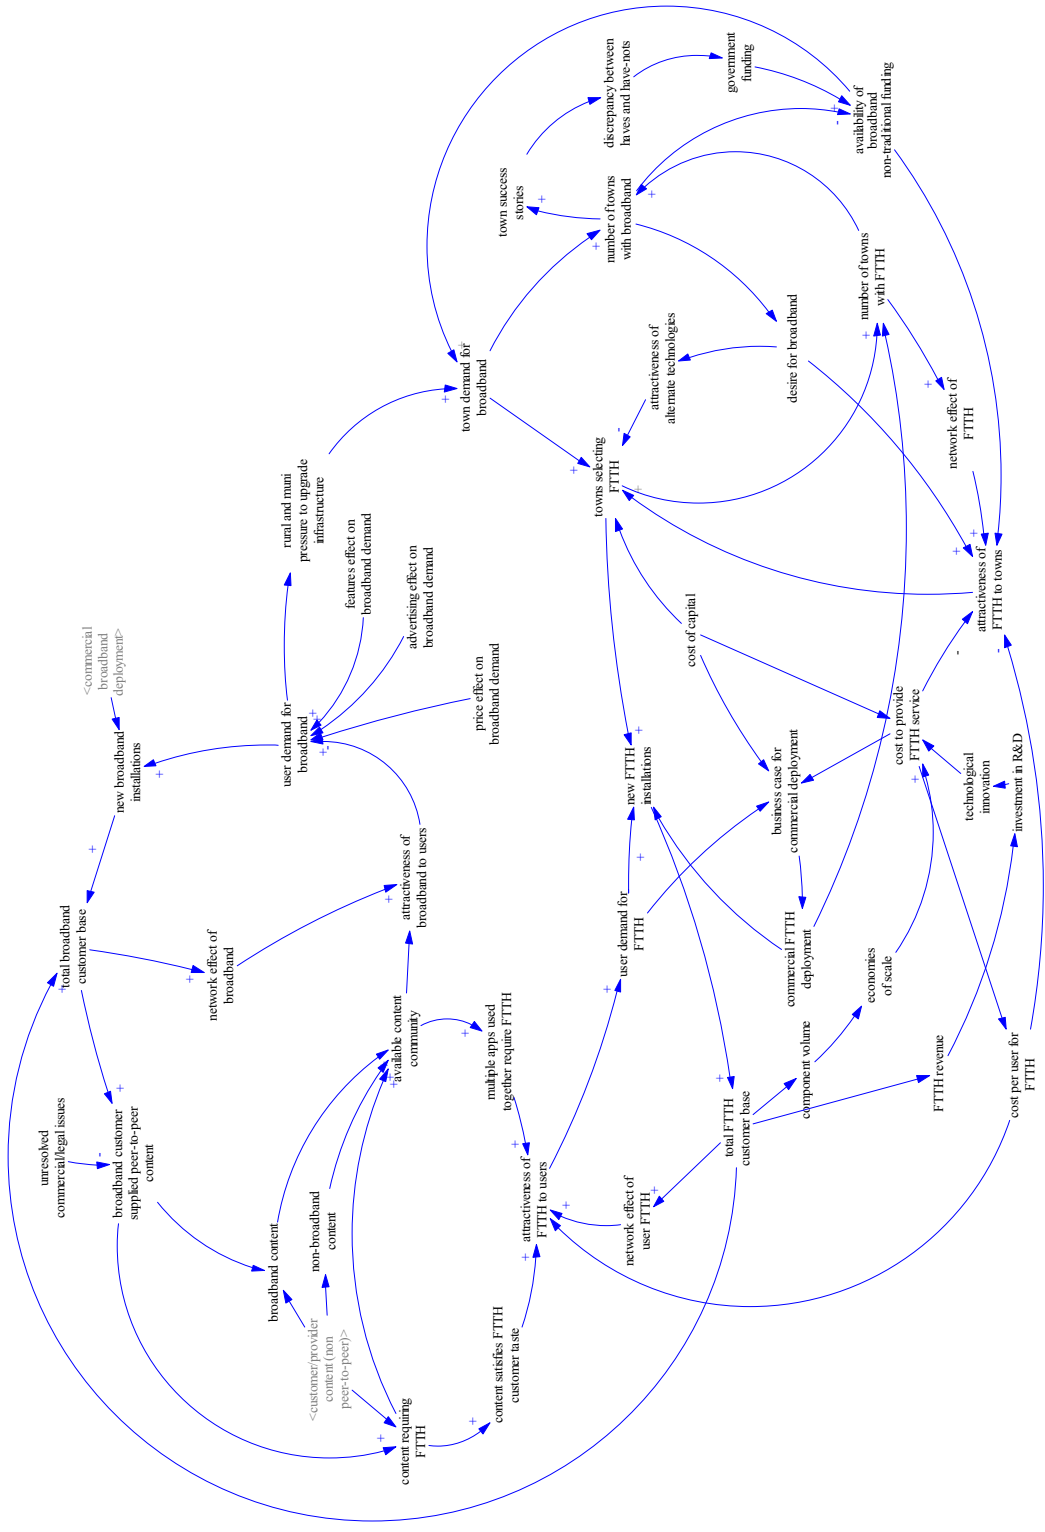 <commercial
broadband
deployment>
new broadband
installations
total broadband
customer base
network effect of
broadband
unresolved
commercial/legal issues
broadband customer
supplied peer-to-peer
content
broadband content
non-broadband
content
<customer/provider
content (non
peer-to-peer)>
content requiring
FTTH
available content
community
attractiveness of
broadband to users
user demand for
broadband
rural and muni
pressure to upgrade
infrastructure
features effect on
broadband demand
advertising effect on
broadband demand
price effect on
broadband demand
town demand for
broadband
town success
stories
discrepancy between
haves and have-nots
government
funding
availability of
broadband
non-traditional funding
number of towns
with broadband
desire for broadband
attractiveness of
alternate technologies
towns selecting
FTTH
number of towns
with FTTH
network effect of
FTTH
attractiveness of
FTTH to towns
cost of capital
cost to provide
FTTH service
business case for
commercial deployment
technological
innovation
investment in R&D
new FTTH
installations
user demand for
FTTH
commercial FTTH
deployment
economies
of scale
component volume
FTTH revenue
cost per user for
FTTH
total FTTH
customer base
network effect of
user FTTH
multiple apps used
together require FTTH
attractiveness of
FTTH to users
content satisfies FTTH
customer taste